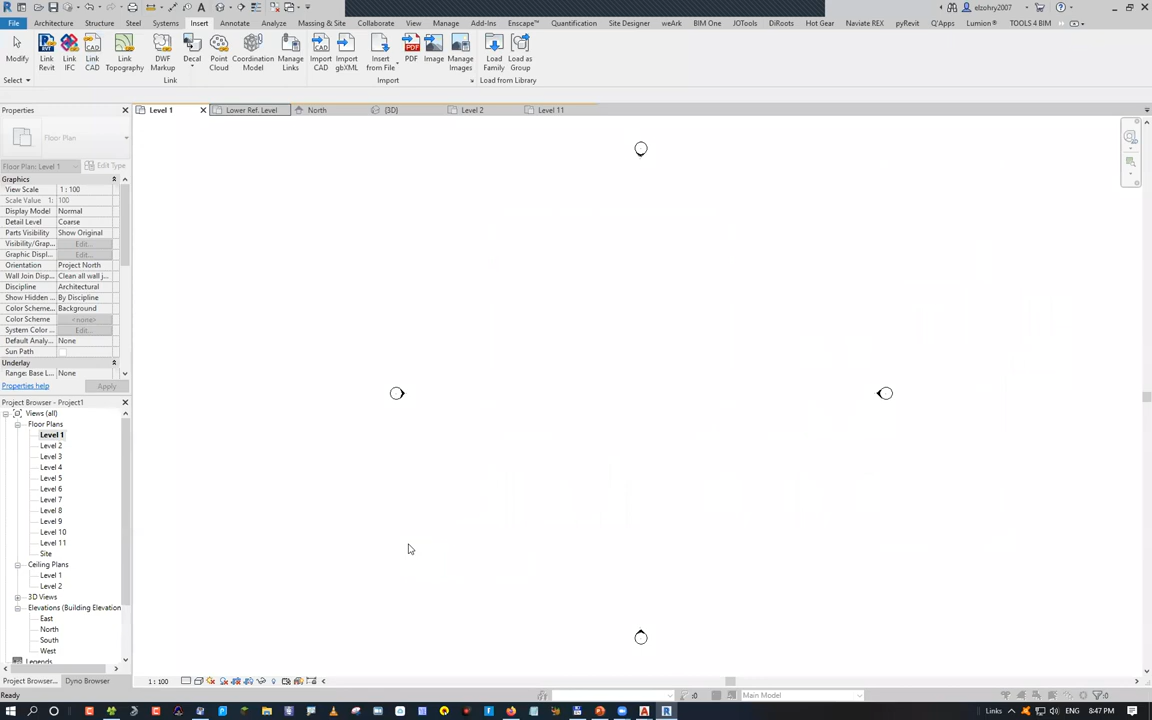 elzohry2007
File Architecture Structure Steel Systems Insert Annotate Analyze Massing & Site Collaborate View Manage Add-Ins Enscape™ Quantification Site Designer weArk BIM One JOTools DiRoots Hot Gear Naviate REX pyRevit Q'Apps Lumion® TOOLS 4 BIM
Modify Link Revit Link IFC Link CAD Link Topography DWF Markup Decal Point Cloud Coordination Model Manage Links Import CAD Import gbXML Insert from File PDF Image Manage Images Load Family Load as Group
Select Link Import Load from Library
Properties
Level 1 Lower Ref. Level North {3D} Level 2 Level 11
Floor Plan
Floor Plan: Level 1 Edit Type
Graphics
View Scale 1 : 100
Scale Value 1: 100
Display Model Normal
Detail Level Coarse
Parts Visibility Show Original
Visibility/Grap... Edit...
Graphic Displ... Edit...
Orientation Project North
Wall Join Disp... Clean all wall j...
Discipline Architectural
Show Hidden ... By Discipline
Color Scheme... Background
Color Scheme <none>
System Color ... Edit...
Default Analy... None
Sun Path
Underlay
Range: Base L... None
Properties help Apply
Project Browser - Project1
Views (all)
Floor Plans
Level 1
Level 2
Level 3
Level 4
Level 5
Level 6
Level 7
Level 8
Level 9
Level 10
Level 11
Site
Ceiling Plans
Level 1
Level 2
3D Views
Elevations (Building Elevation
East
North
South
West
Legends
Project Browser... Dyno Browser
1 : 100
Ready :0 Main Model :0
Links ENG 8:47 PM